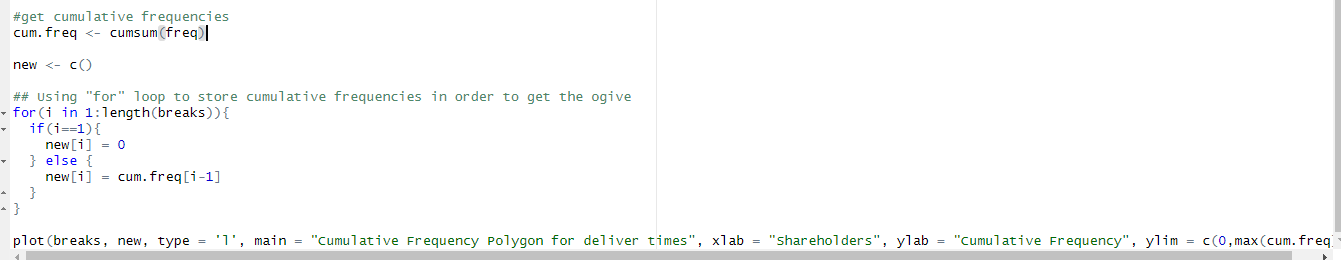 #get cumulative frequencies
cum.freq <- cumsum(freq)
new <- c()
## Using "for" loop to store cumulative frequencies in order to get the ogive
for(i in 1:length(breaks)){
if(i==1){
new[i] = 0
} else {
new[i] = cum.freq[i-1]
}
}
plot(breaks, new, type = 'l', main = "Cumulative Frequency Polygon for deliver times", xlab = "Shareholders", ylab = "Cumulative Frequency", ylim = c(0,max(cum.freq